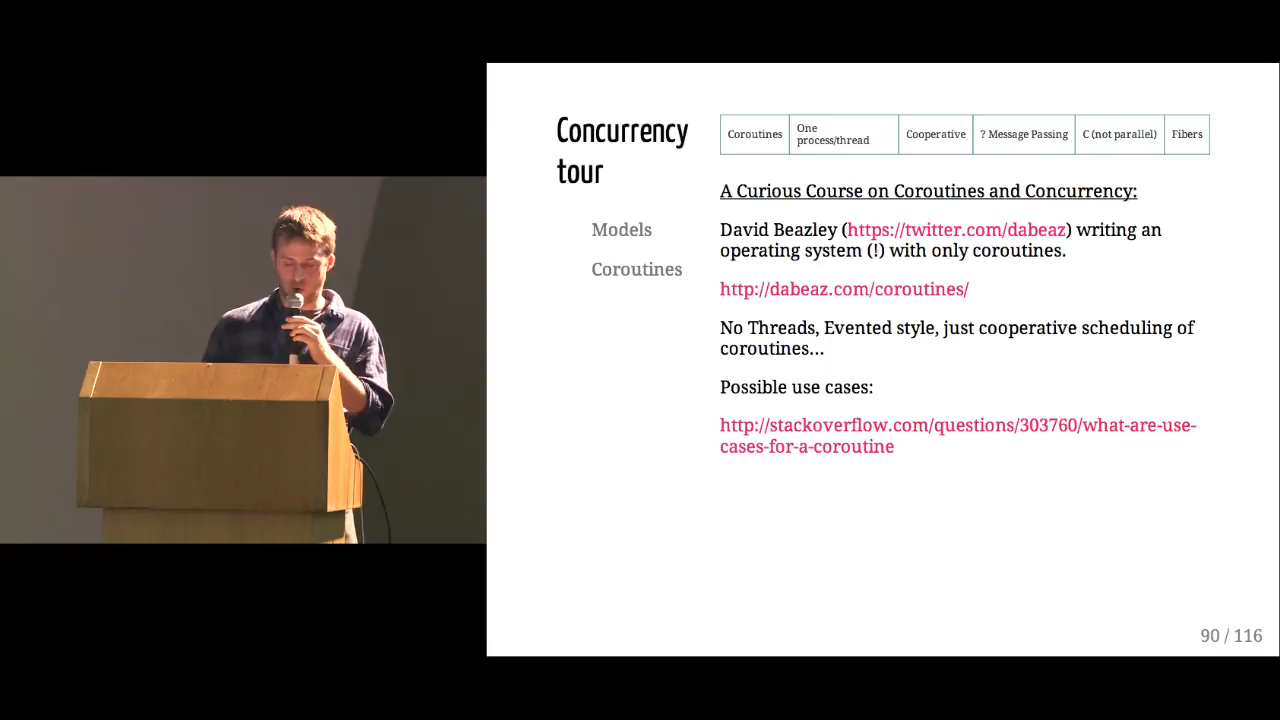 Concurrency
tour
Models
Coroutines
Coroutines
One
process/thread
Cooperative
? Message Passing
C (not parallel)
Fibers
A Curious Course on Coroutines and Concurrency:
David Beazley (https://twitter.com/dabeaz) writing an
operating system (!) with only coroutines.
http://dabeaz.com/coroutines/
No Threads, Evented style, just cooperative scheduling of
coroutines...
Possible use cases:
http://stackoverflow.com/questions/303760/what-are-use-
cases-for-a-coroutine
90 / 116